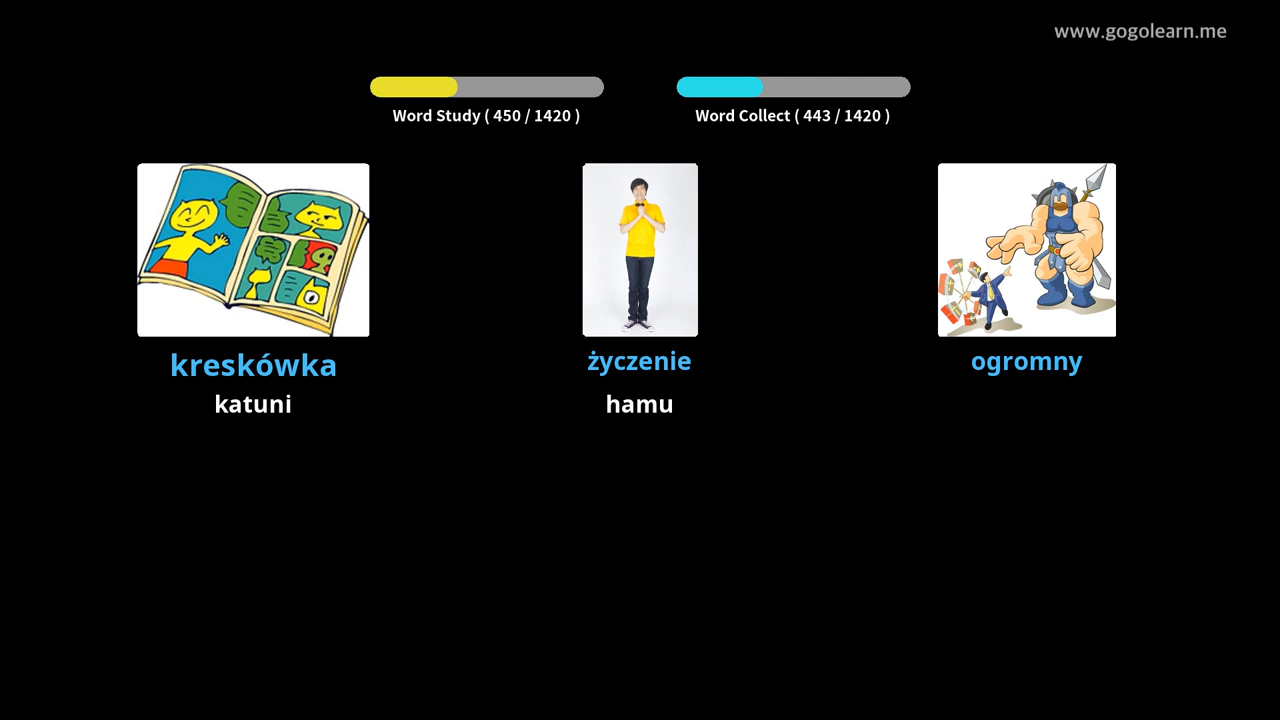 www.gogolearn.me
Word Study ( 450 / 1420 )
Word Collect ( 443 / 1420 )
kreskówka
katuni
życzenie
hamu
ogromny